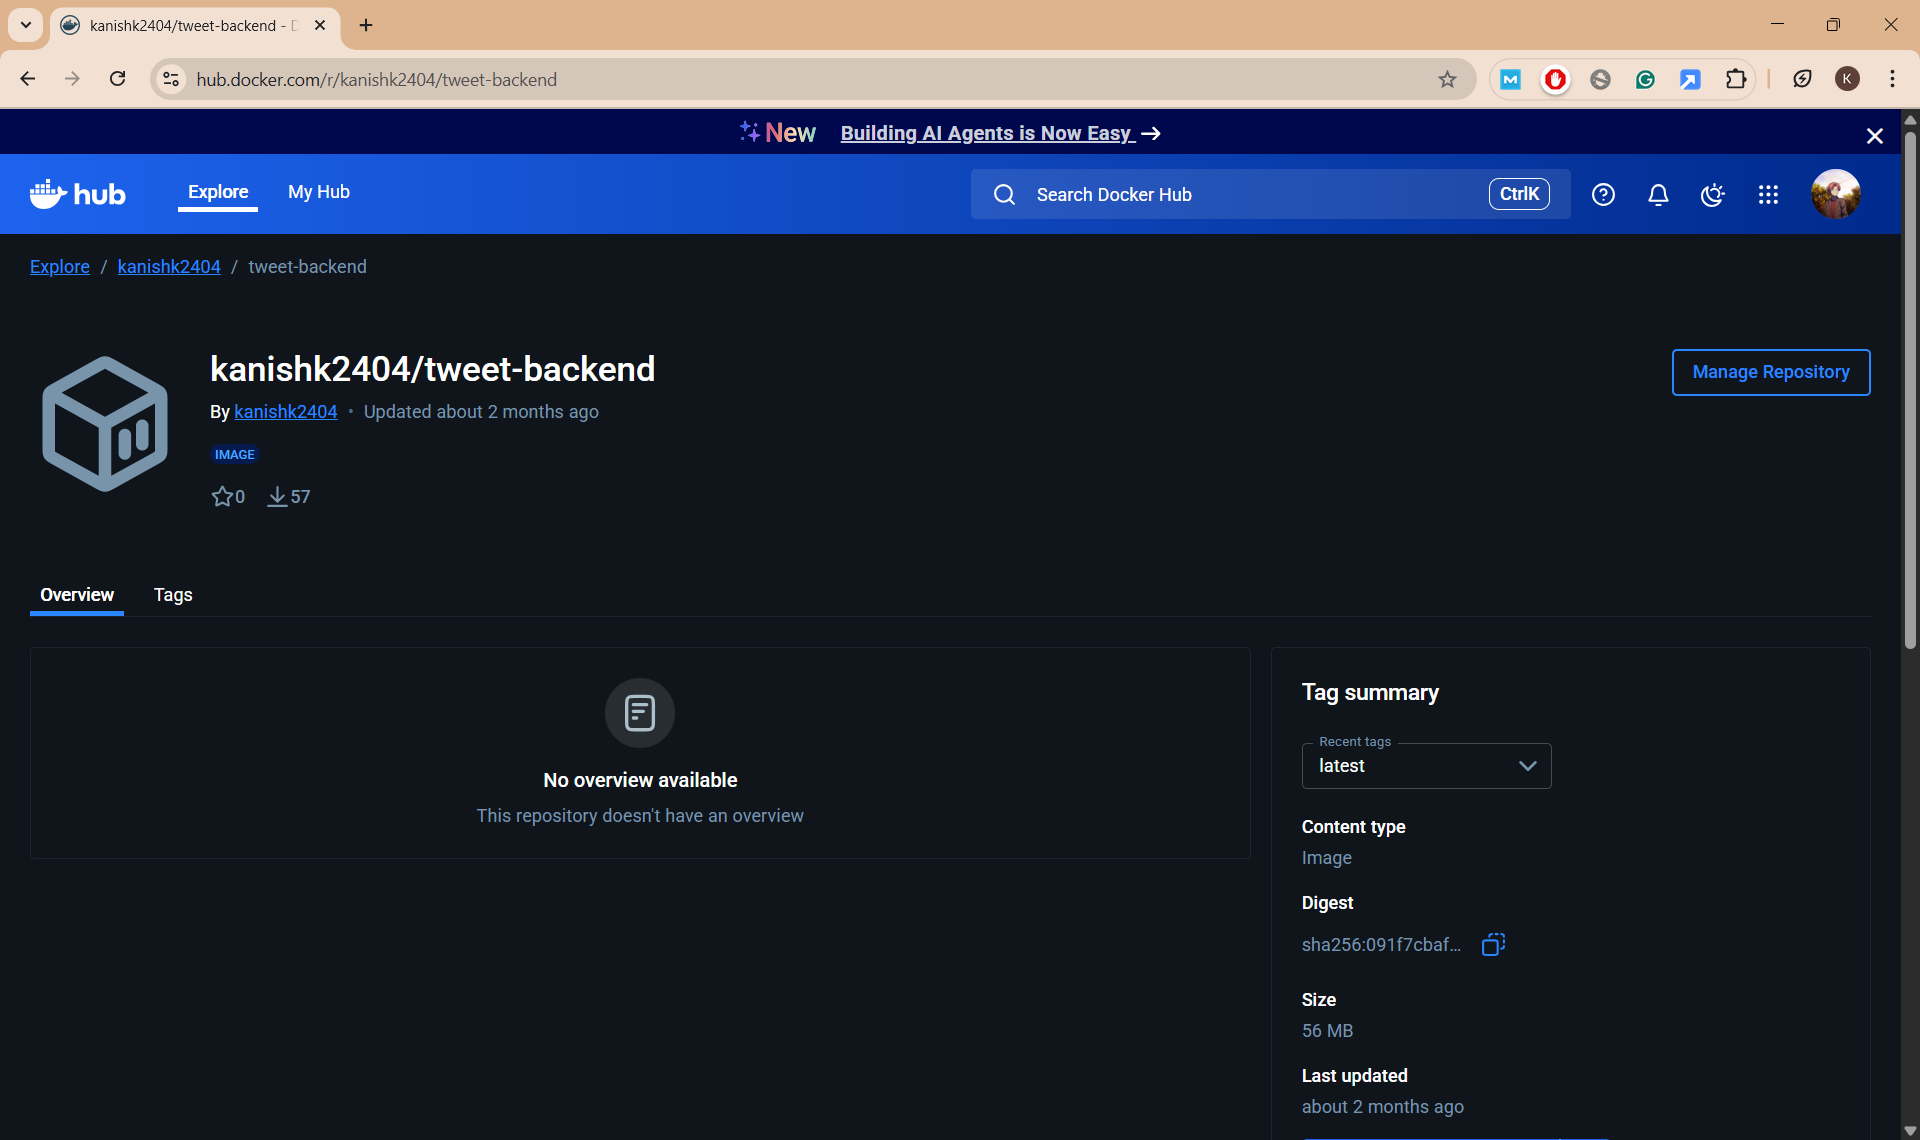 kanishk2404/tweet-backend - D
hub.docker.com/r/kanishk2404/tweet-backend
K
New Building AI Agents is Now Easy →
hub
Explore
My Hub
Search Docker Hub
CtrlK
Explore / kanishk2404 / tweet-backend
kanishk2404/tweet-backend
Manage Repository
By kanishk2404 • Updated about 2 months ago
IMAGE
0 57
Overview
Tags
No overview available
This repository doesn't have an overview
Tag summary
Recent tags
latest
Content type
Image
Digest
sha256:091f7cbaf...
Size
56 MB
Last updated
about 2 months ago